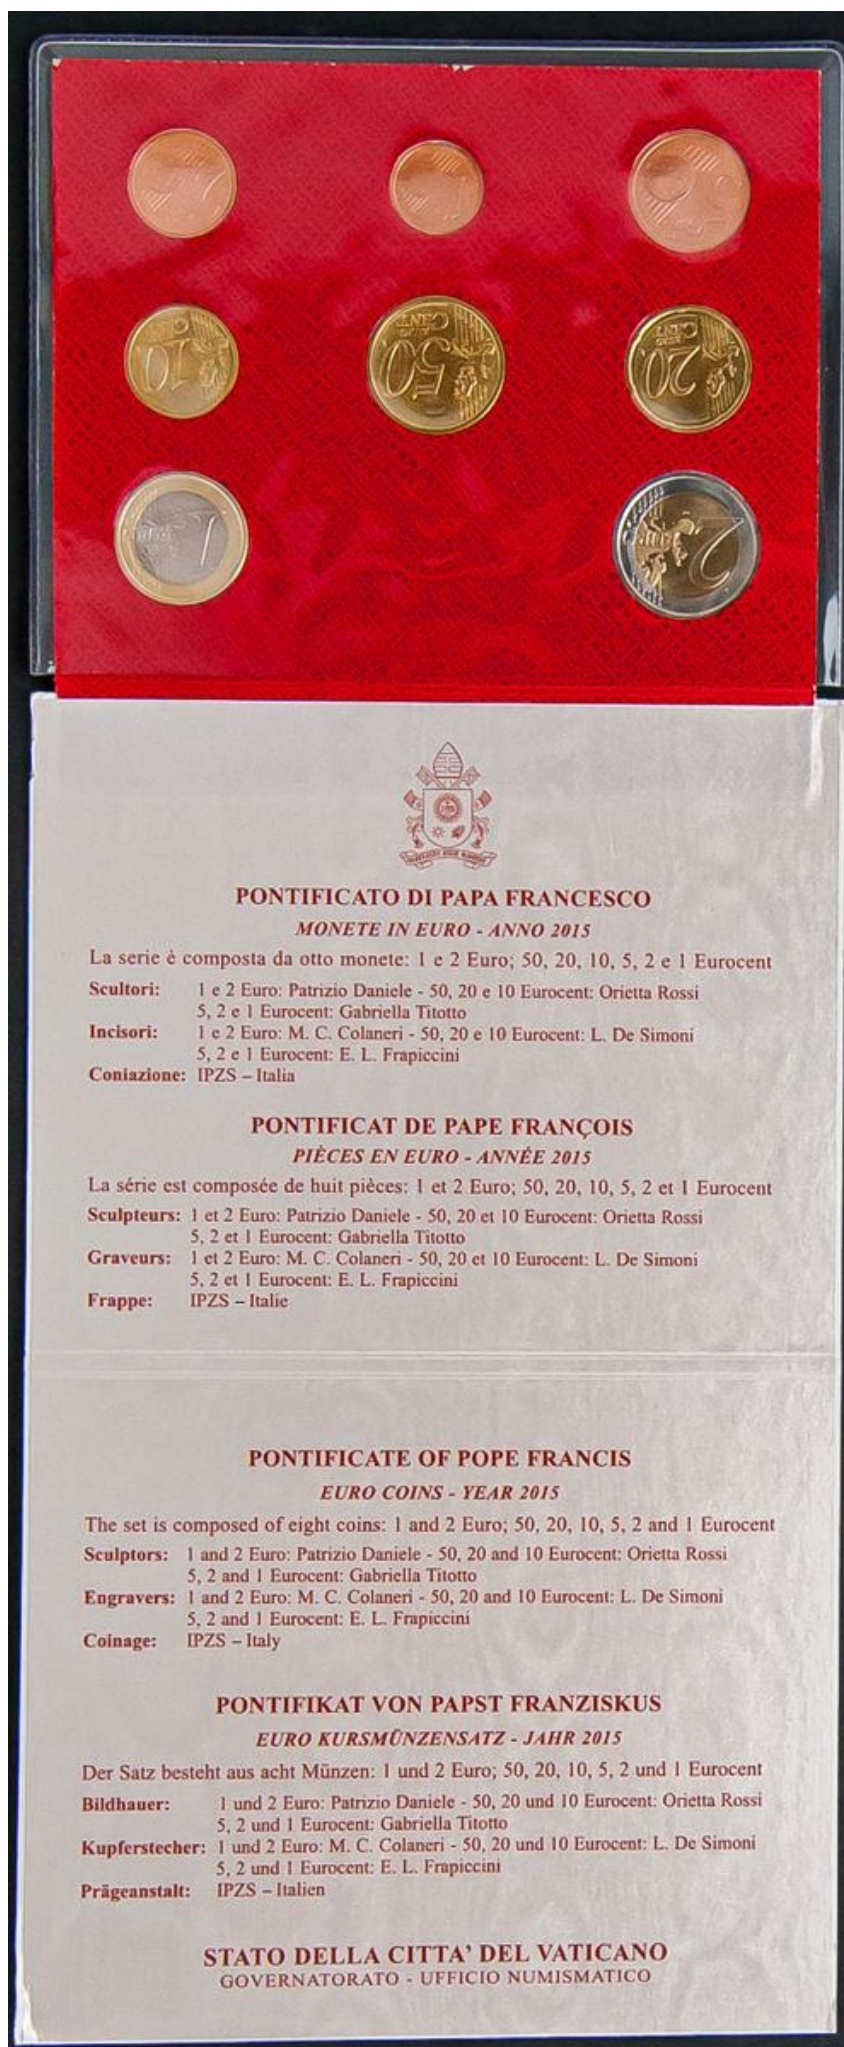 10
50
EURO
CENT
20
EURO
CENT
1
2
PONTIFICATO DI PAPA FRANCESCO
MONETE IN EURO - ANNO 2015
La serie è composta da otto monete: 1 e 2 Euro; 50, 20, 10, 5, 2 e 1 Eurocent
Scultori: 1 e 2 Euro: Patrizio Daniele - 50, 20 e 10 Eurocent: Orietta Rossi
5, 2 e 1 Eurocent: Gabriella Titotto
Incisori: 1 e 2 Euro: M. C. Colaneri - 50, 20 e 10 Eurocent: L. De Simoni
5, 2 e 1 Eurocent: E. L. Frapiccini
Coniazione: IPZS – Italia
PONTIFICAT DE PAPE FRANÇOIS
PIÈCES EN EURO - ANNÉE 2015
La série est composée de huit pièces: 1 et 2 Euro; 50, 20, 10, 5, 2 et 1 Eurocent
Sculpteurs: 1 et 2 Euro: Patrizio Daniele - 50, 20 et 10 Eurocent: Orietta Rossi
5, 2 et 1 Eurocent: Gabriella Titotto
Graveurs: 1 et 2 Euro: M. C. Colaneri - 50, 20 et 10 Eurocent: L. De Simoni
5, 2 et 1 Eurocent: E. L. Frapiccini
Frappe: IPZS – Italie
PONTIFICATE OF POPE FRANCIS
EURO COINS - YEAR 2015
The set is composed of eight coins: 1 and 2 Euro; 50, 20, 10, 5, 2 and 1 Eurocent
Sculptors: 1 and 2 Euro: Patrizio Daniele - 50, 20 and 10 Eurocent: Orietta Rossi
5, 2 and 1 Eurocent: Gabriella Titotto
Engravers: 1 and 2 Euro: M. C. Colaneri - 50, 20 and 10 Eurocent: L. De Simoni
5, 2 and 1 Eurocent: E. L. Frapiccini
Coinage: IPZS – Italy
PONTIFIKAT VON PAPST FRANZISKUS
EURO KURSMÜNZENSATZ - JAHR 2015
Der Satz besteht aus acht Münzen: 1 und 2 Euro; 50, 20, 10, 5, 2 und 1 Eurocent
Bildhauer: 1 und 2 Euro: Patrizio Daniele - 50, 20 und 10 Eurocent: Orietta Rossi
5, 2 und 1 Eurocent: Gabriella Titotto
Kupferstecher: 1 und 2 Euro: M. C. Colaneri - 50, 20 und 10 Eurocent: L. De Simoni
5, 2 und 1 Eurocent: E. L. Frapiccini
Prägeanstalt: IPZS – Italien
STATO DELLA CITTA' DEL VATICANO
GOVERNATORATO - UFFICIO NUMISMATICO